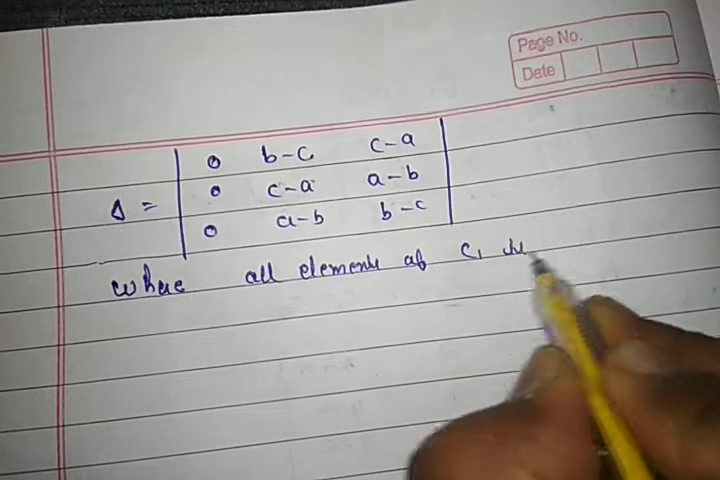 Page No.
Date
0 b-c c-a
Δ = 0 c-a a-b
0 a-b b-c
where all elements of C₁